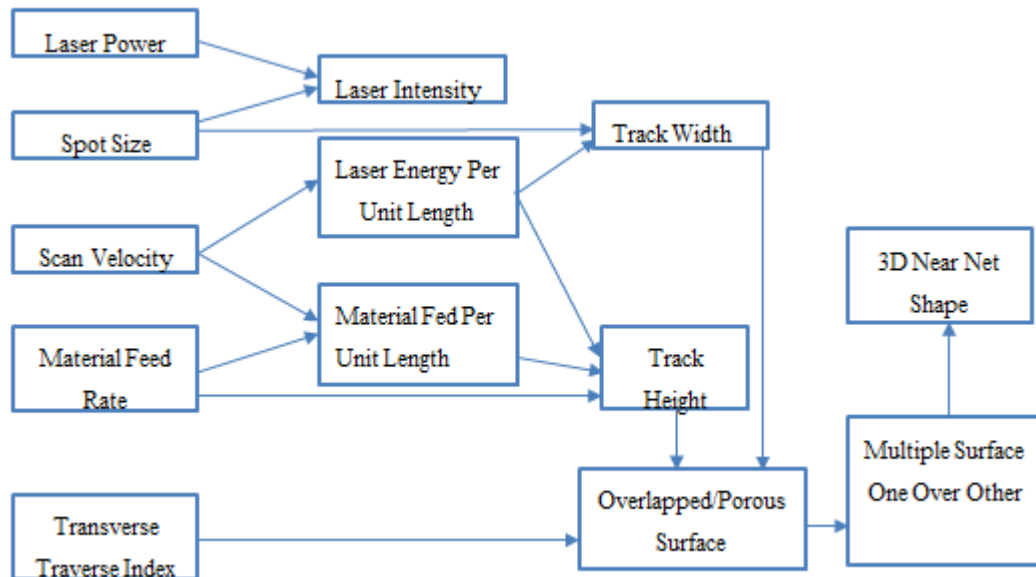 Laser Power
Laser Intensity
Spot Size
Track Width
Laser Energy Per
Unit Length
Scan Velocity
3D Near Net
Shape
Material Fed Per
Unit Length
Material Feed
Rate
Track
Height
Multiple Surface
One Over Other
Overlapped/Porous
Surface
Transverse
Traverse Index